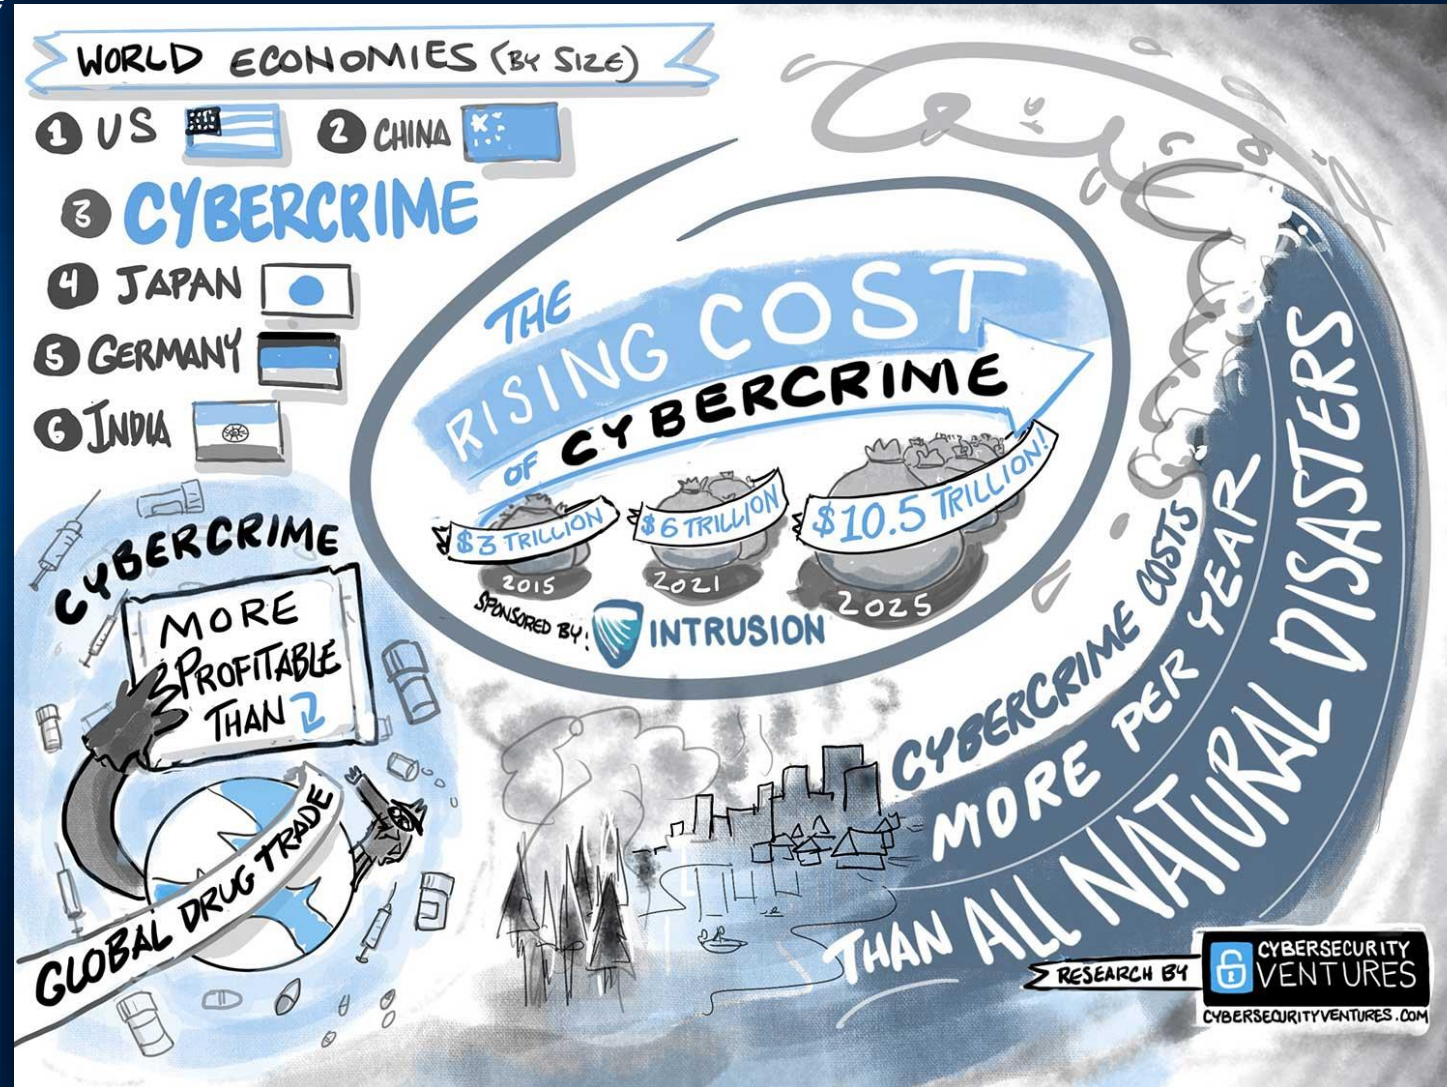 WORLD ECONOMIES (BY SIZE)
1 US
2 CHINA
3 CYBERCRIME
4 JAPAN
5 GERMANY
6 INDIA
THE
RISING COST
OF CYBERCRIME
$3 TRILLION
2015
$6 TRILLION
2021
$10.5 TRILLION!
2025
SPONSORED BY:
INTRUSION
CYBERCRIME
MORE
PROFITABLE
THAN
GLOBAL DRUG TRADE
CYBERCRIME COSTS
MORE PER YEAR
THAN ALL NATURAL DISASTERS
RESEARCH BY
CYBERSECURITY
VENTURES
CYBERSECURITYVENTURES.COM